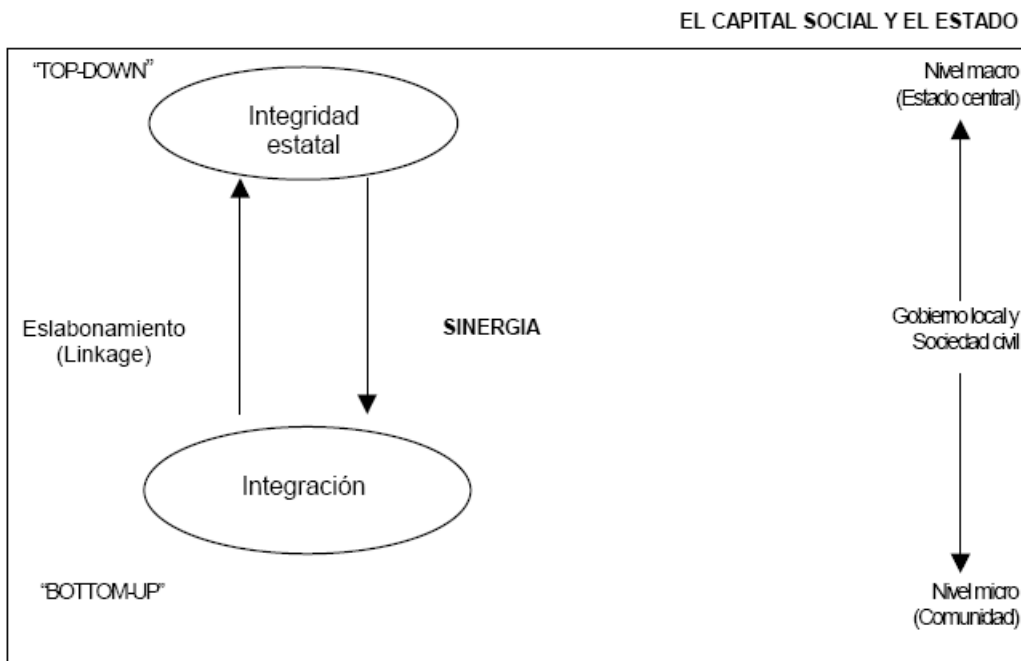 EL CAPITAL SOCIAL Y EL ESTADO
“TOP-DOWN”
Nivel macro
(Estado central)
Integridad
estatal
Eslabonamiento
(Linkage)
SINERGIA
Gobierno local y
Sociedad civil
Integración
“BOTTOM-UP”
Nivel micro
(Comunidad)